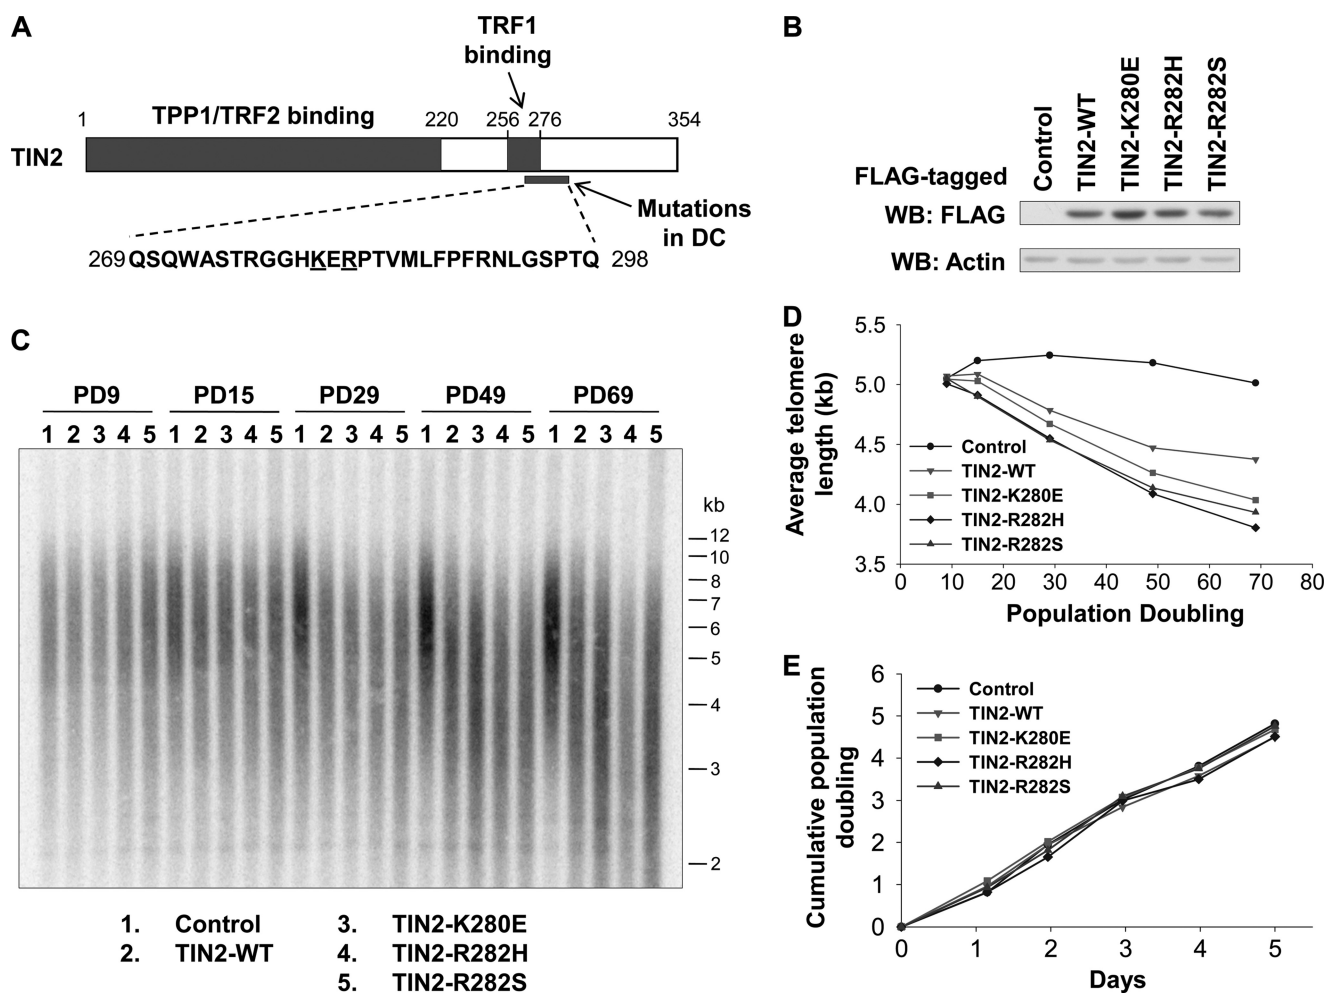 A
TRF1
binding
1
TPP1/TRF2 binding
220
256
276
354
TIN2
Mutations
in DC
269 QSQWASTRGGHKERPTVMLFPFRNLGSPTQ 298
B
Control
TIN2-WT
TIN2-K280E
TIN2-R282H
TIN2-R282S
FLAG-tagged
WB: FLAG
WB: Actin
C
PD9 PD15 PD29 PD49 PD69
1 2 3 4 5 1 2 3 4 5 1 2 3 4 5 1 2 3 4 5 1 2 3 4 5
kb
12
10
8
7
6
5
4
3
2
1. Control
2. TIN2-WT
3. TIN2-K280E
4. TIN2-R282H
5. TIN2-R282S
D
Average telomere
length (kb)
5.5
5.0
4.5
4.0
3.5
Control
TIN2-WT
TIN2-K280E
TIN2-R282H
TIN2-R282S
0 10 20 30 40 50 60 70 80
Population Doubling
E
Cumulative population
doubling
6
5
4
3
2
1
0
Control
TIN2-WT
TIN2-K280E
TIN2-R282H
TIN2-R282S
0 1 2 3 4 5
Days